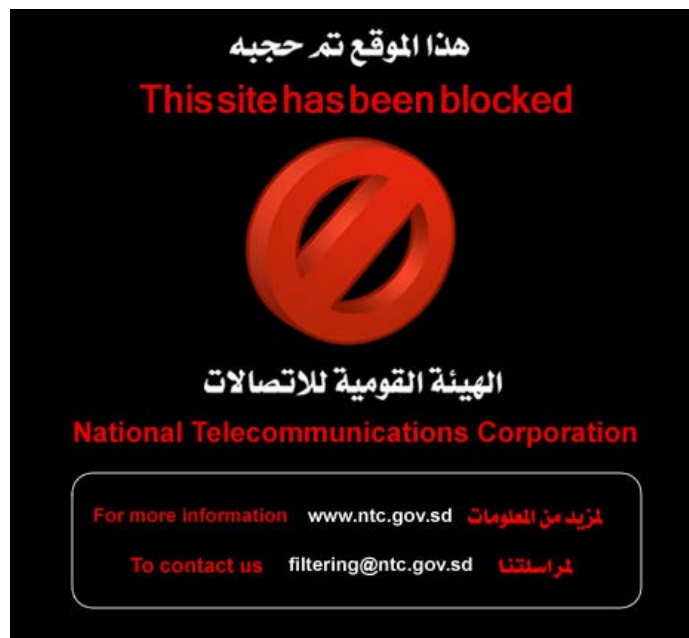 هذا الموقع تم حجبه
This site has been blocked
الهيئة القومية للاتصالات
National Telecommunications Corporation
For more information www.ntc.gov.sd لمزيد من المعلومات
To contact us filtering@ntc.gov.sd لمراسلتنا